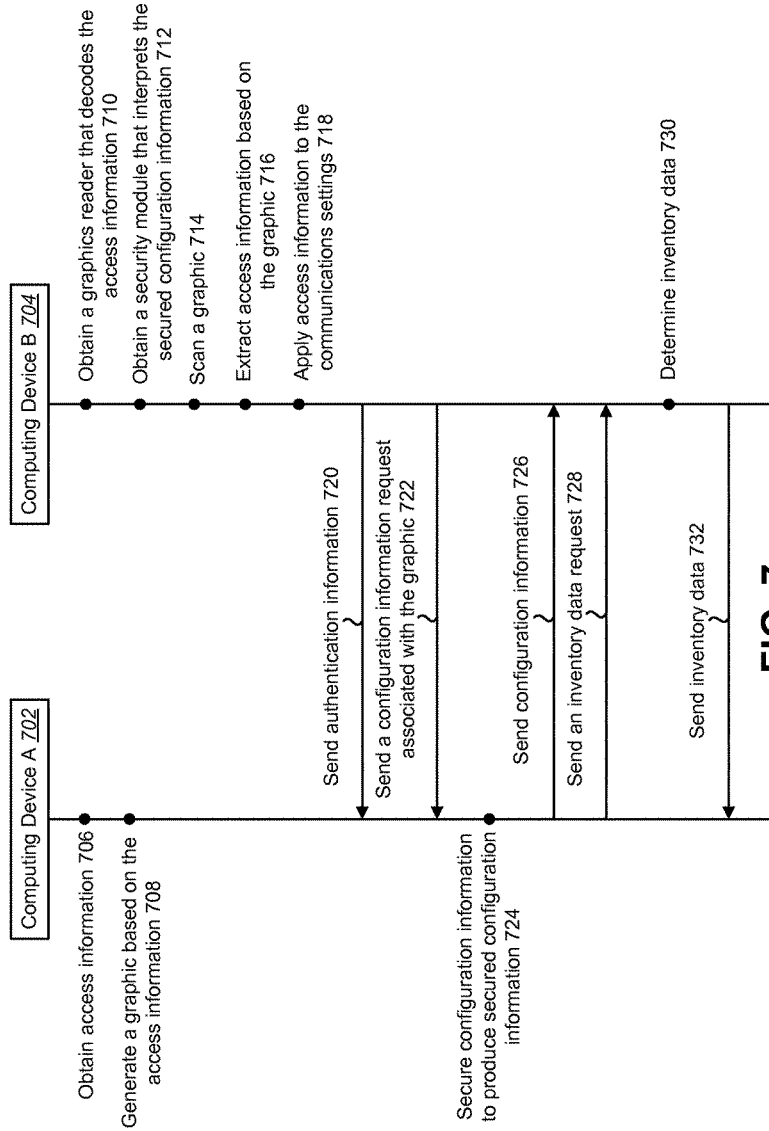 Computing Device A 702
Computing Device B 704
Obtain access information 706
Generate a graphic based on the
access information 708
Obtain a graphics reader that decodes the
access information 710
Obtain a security module that interprets the
secured configuration information 712
Scan a graphic 714
Extract access information based on
the graphic 716
Apply access information to the
communications settings 718
Send authentication information 720
Send a configuration information request
associated with the graphic 722
Secure configuration information
to produce secured configuration
information 724
Send configuration information 726
Send an inventory data request 728
Determine inventory data 730
Send inventory data 732
FIG. 7